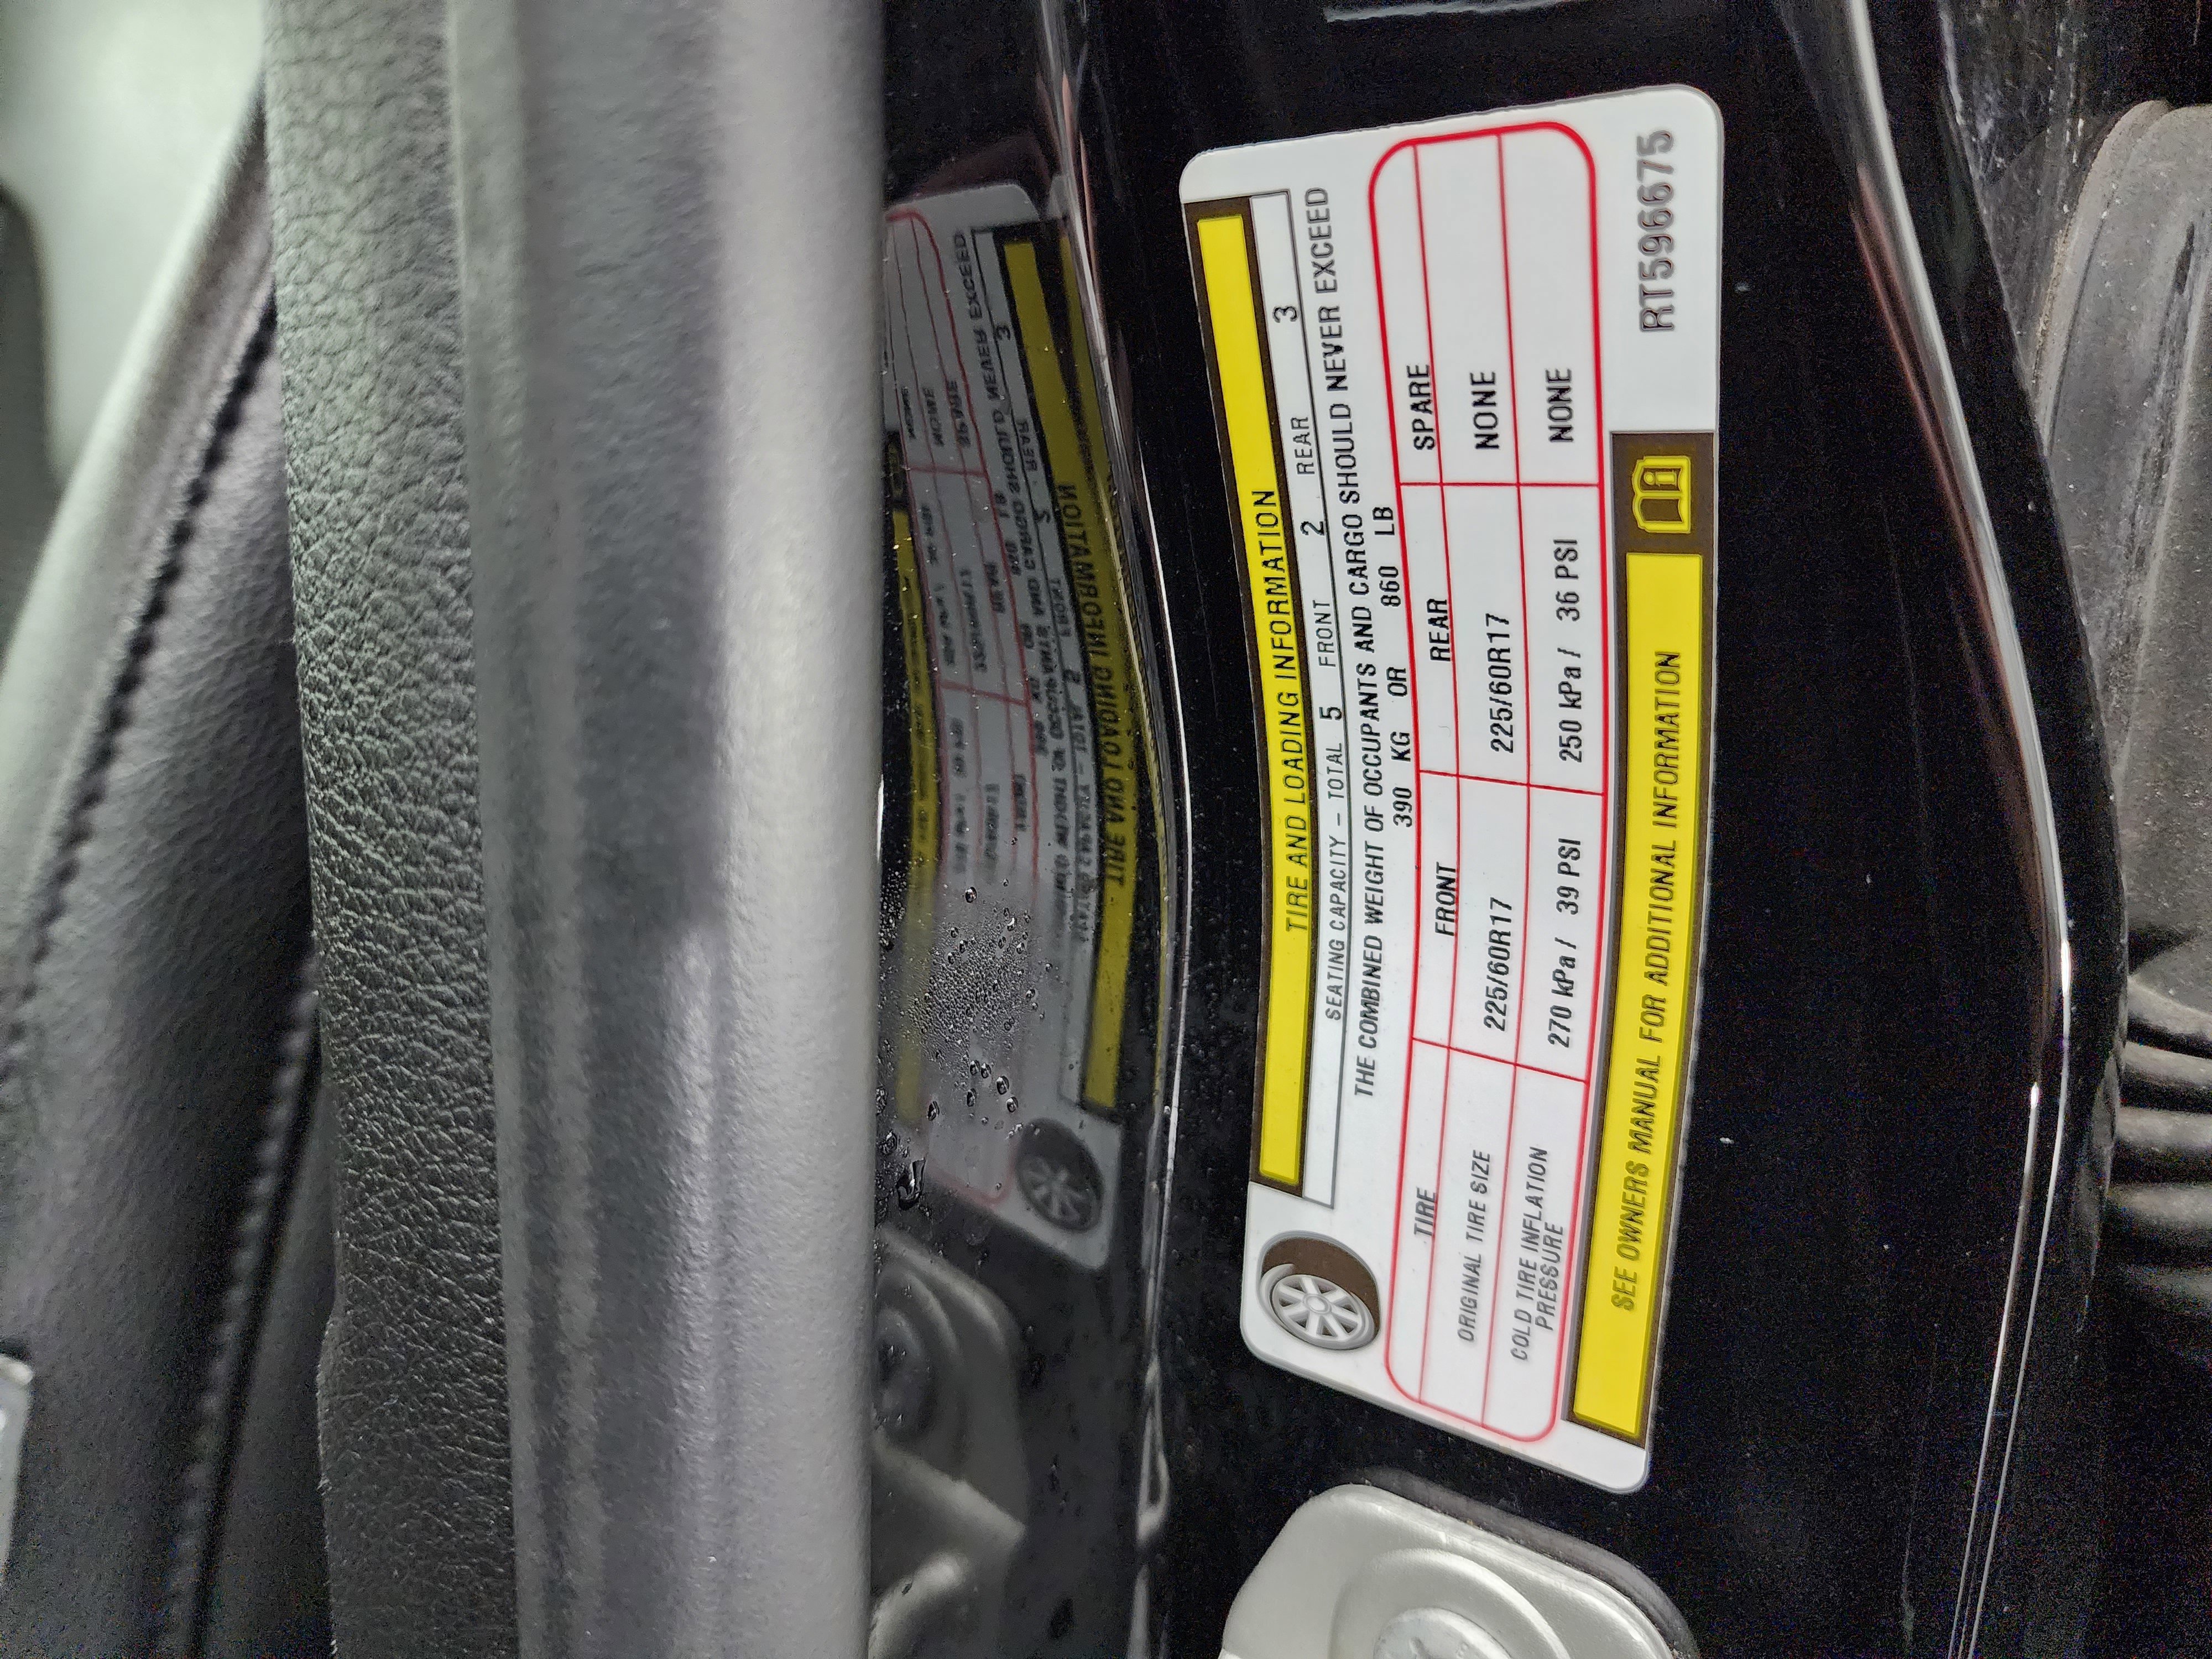 TIRE AND LOADING INFORMATION
SEATING CAPACITY – TOTAL 5 FRONT 2 REAR 3
THE COMBINED WEIGHT OF OCCUPANTS AND CARGO SHOULD NEVER EXCEED
390 KG OR 860 LB
TIRE FRONT REAR SPARE
ORIGINAL TIRE SIZE 225/60R17 225/60R17 NONE
COLD TIRE INFLATION
PRESSURE 270 kPa / 39 PSI 250 kPa / 36 PSI NONE
SEE OWNERS MANUAL FOR ADDITIONAL INFORMATION
RT596675